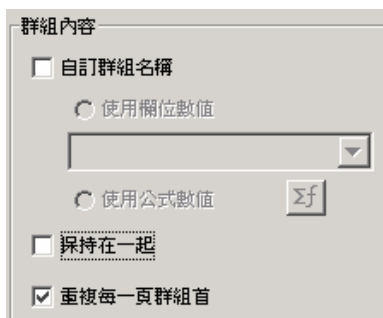 群組內容
自訂群組名稱
使用欄位數值
使用公式數值
Σf
保持在一起
重複每一頁群組首